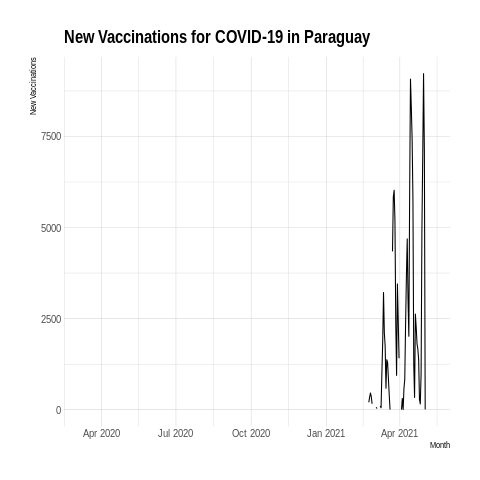 New Vaccinations for COVID-19 in Paraguay
New Vaccinations
7500
5000
2500
0
Apr 2020 Jul 2020 Oct 2020 Jan 2021 Apr 2021
Month